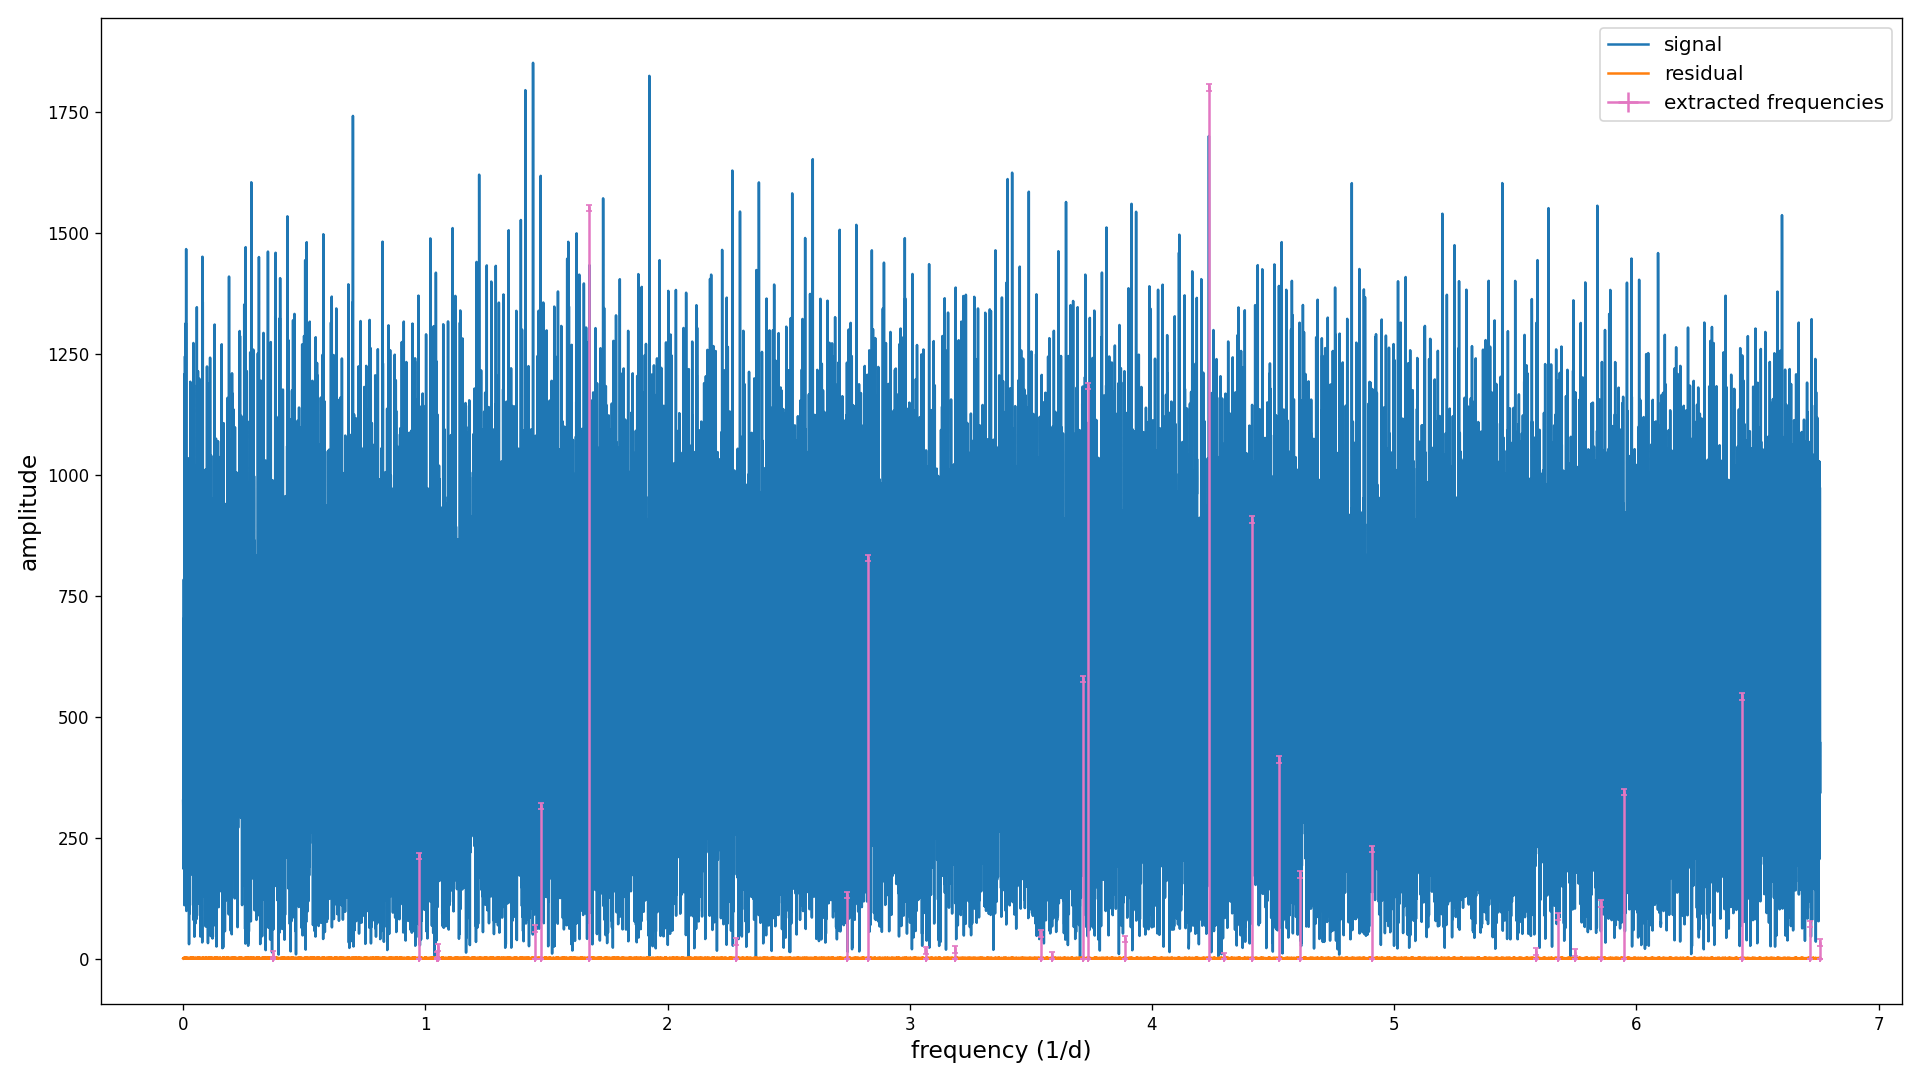 signal
residual
extracted frequencies
1750
1500
1250
1000
750
500
250
0
amplitude
0 1 2 3 4 5 6 7
frequency (1/d)